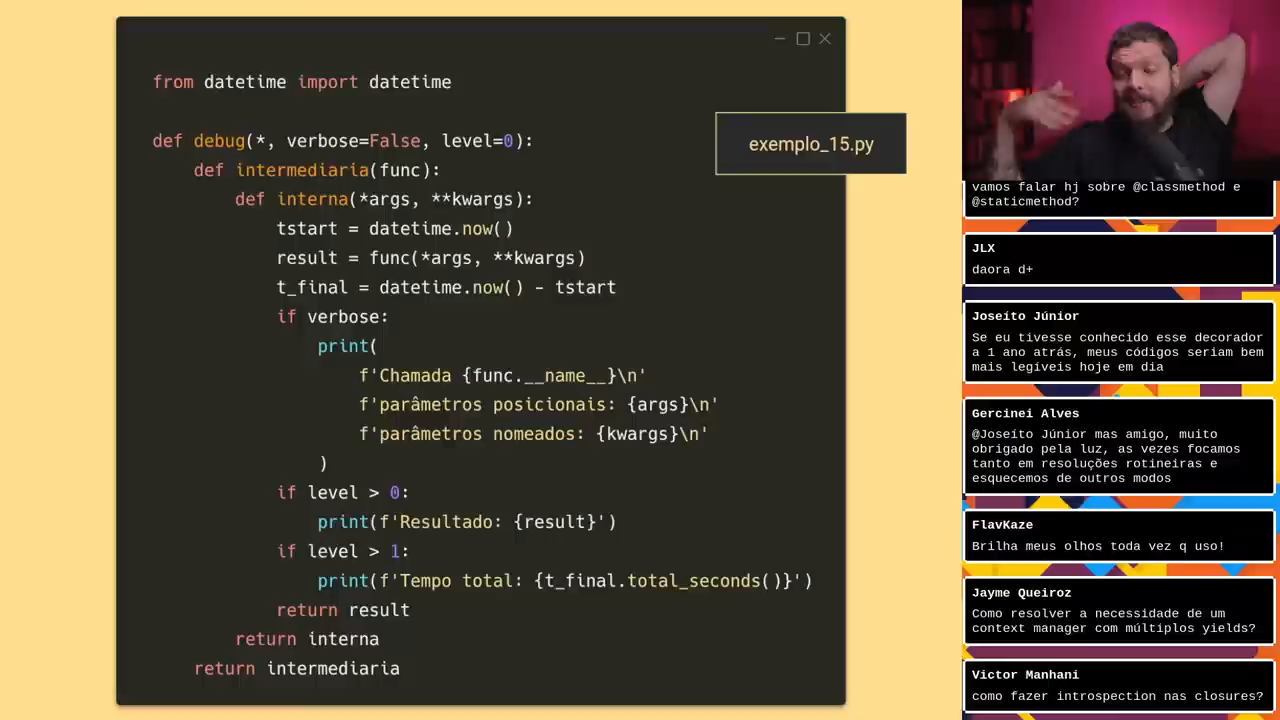 from datetime import datetime
def debug(*, verbose=False, level=0):
def intermediaria(func):
def interna(*args, **kwargs):
tstart = datetime.now()
result = func(*args, **kwargs)
t_final = datetime.now() - tstart
if verbose:
print(
f'Chamada {func.__name__}\n'
f'parâmetros posicionais: {args}\n'
f'parâmetros nomeados: {kwargs}\n'
)
if level > 0:
print(f'Resultado: {result}')
if level > 1:
print(f'Tempo total: {t_final.total_seconds()}')
return result
return interna
return intermediaria
exemplo_15.py
vamos falar hj sobre @classmethod e
@staticmethod?
JLX
daora d+
Joseíto Júnior
Se eu tivesse conhecido esse decorador
a 1 ano atrás, meus códigos seriam bem
mais legíveis hoje em dia
Gercinei Alves
@Joseíto Júnior mas amigo, muito
obrigado pela luz, as vezes focamos
tanto em resoluções rotineiras e
esquecemos de outros modos
FlavKaze
Brilha meus olhos toda vez q uso!
Jayme Queiroz
Como resolver a necessidade de um
context manager com múltiplos yields?
Victor Manhani
como fazer introspection nas closures?